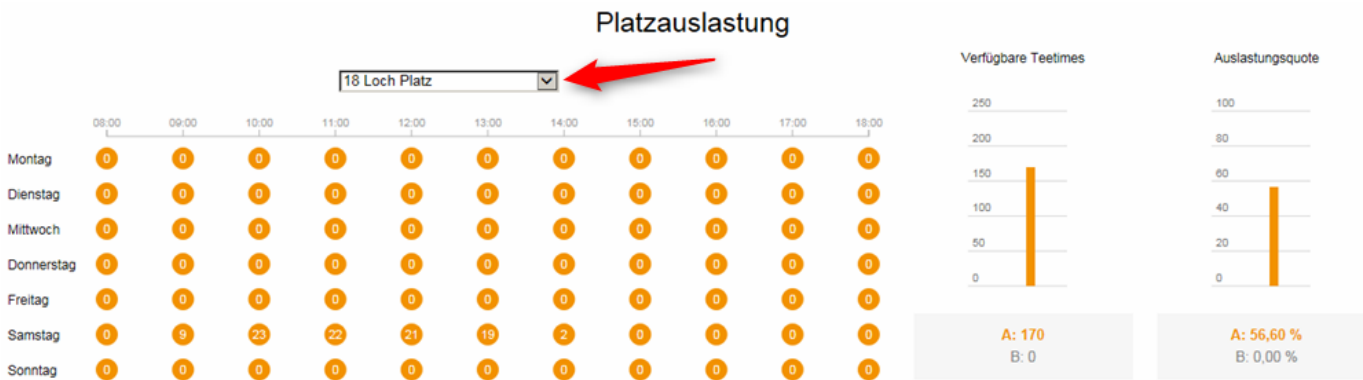 Platzauslastung
18 Loch Platz
08:00 09:00 10:00 11:00 12:00 13:00 14:00 15:00 16:00 17:00 18:00
Montag 0 0 0 0 0 0 0 0 0 0 0
Dienstag 0 0 0 0 0 0 0 0 0 0 0
Mittwoch 0 0 0 0 0 0 0 0 0 0 0
Donnerstag 0 0 0 0 0 0 0 0 0 0 0
Freitag 0 0 0 0 0 0 0 0 0 0 0
Samstag 0 9 23 22 21 19 2 0 0 0 0
Sonntag 0 0 0 0 0 0 0 0 0 0 0
Verfügbare Teetimes
250
200
150
100
50
0
A: 170
B: 0
Auslastungsquote
100
80
60
40
20
0
A: 56,60 %
B: 0,00 %